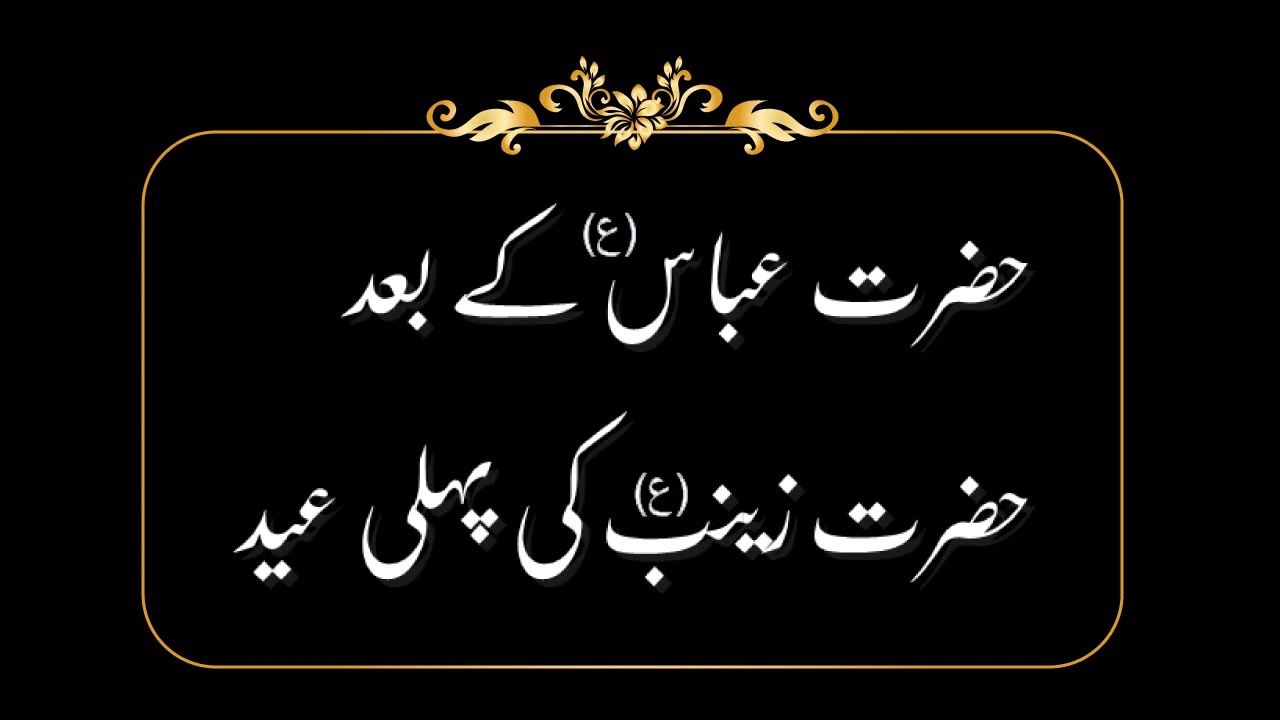 حضرت عباس(ع) کے بعد
حضرت زینب(ع) کی پہلی عید